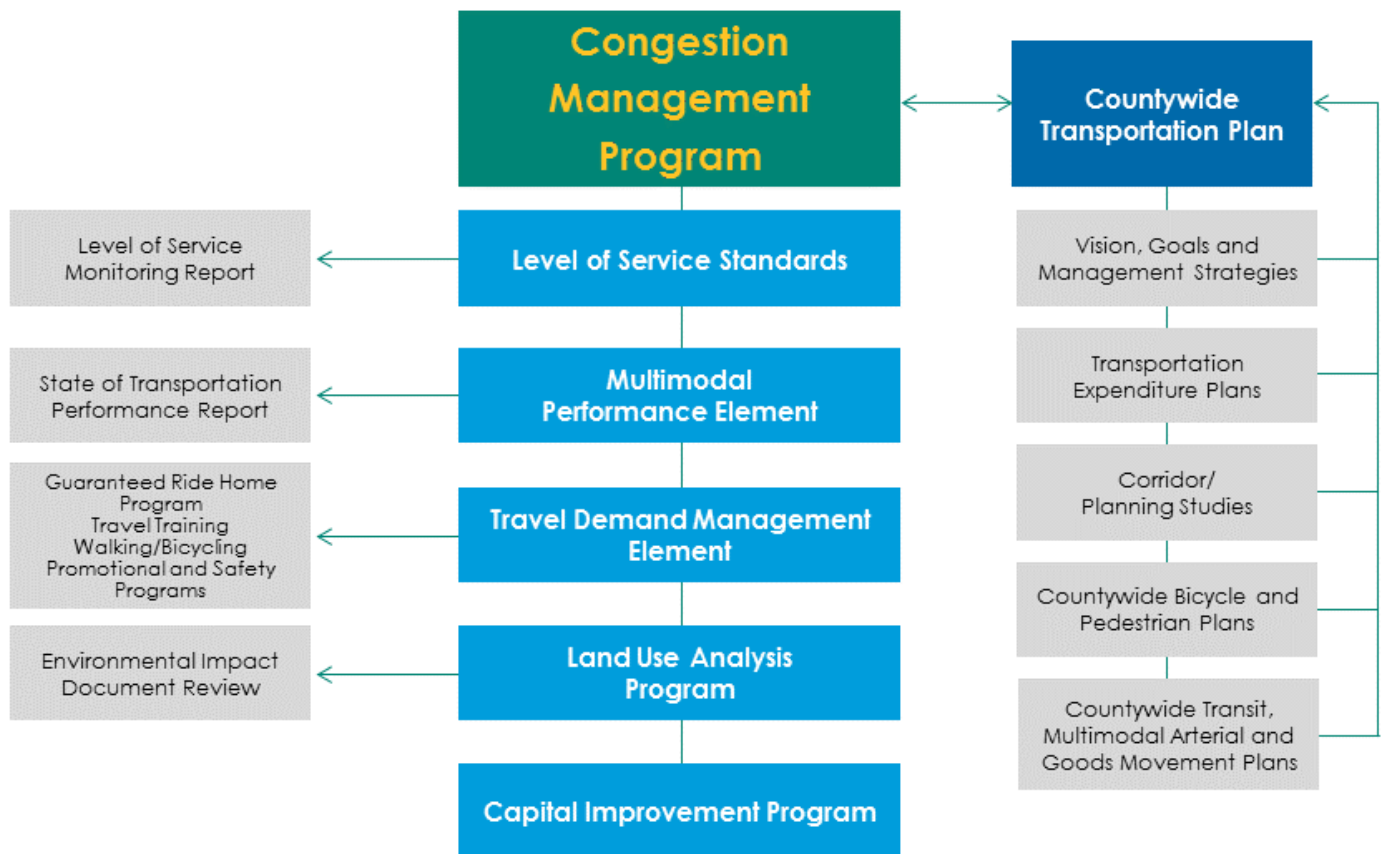 Congestion
Management
Program
Countywide
Transportation Plan
Level of Service
Monitoring Report
Level of Service Standards
Vision, Goals and
Management Strategies
State of Transportation
Performance Report
Multimodal
Performance Element
Transportation
Expenditure Plans
Guaranteed Ride Home
Program
Travel Training
Walking/Bicycling
Promotional and Safety
Programs
Travel Demand Management
Element
Corridor/
Planning Studies
Environmental Impact
Document Review
Land Use Analysis
Program
Countywide Bicycle and
Pedestrian Plans
Capital Improvement Program
Countywide Transit,
Multimodal Arterial and
Goods Movement Plans